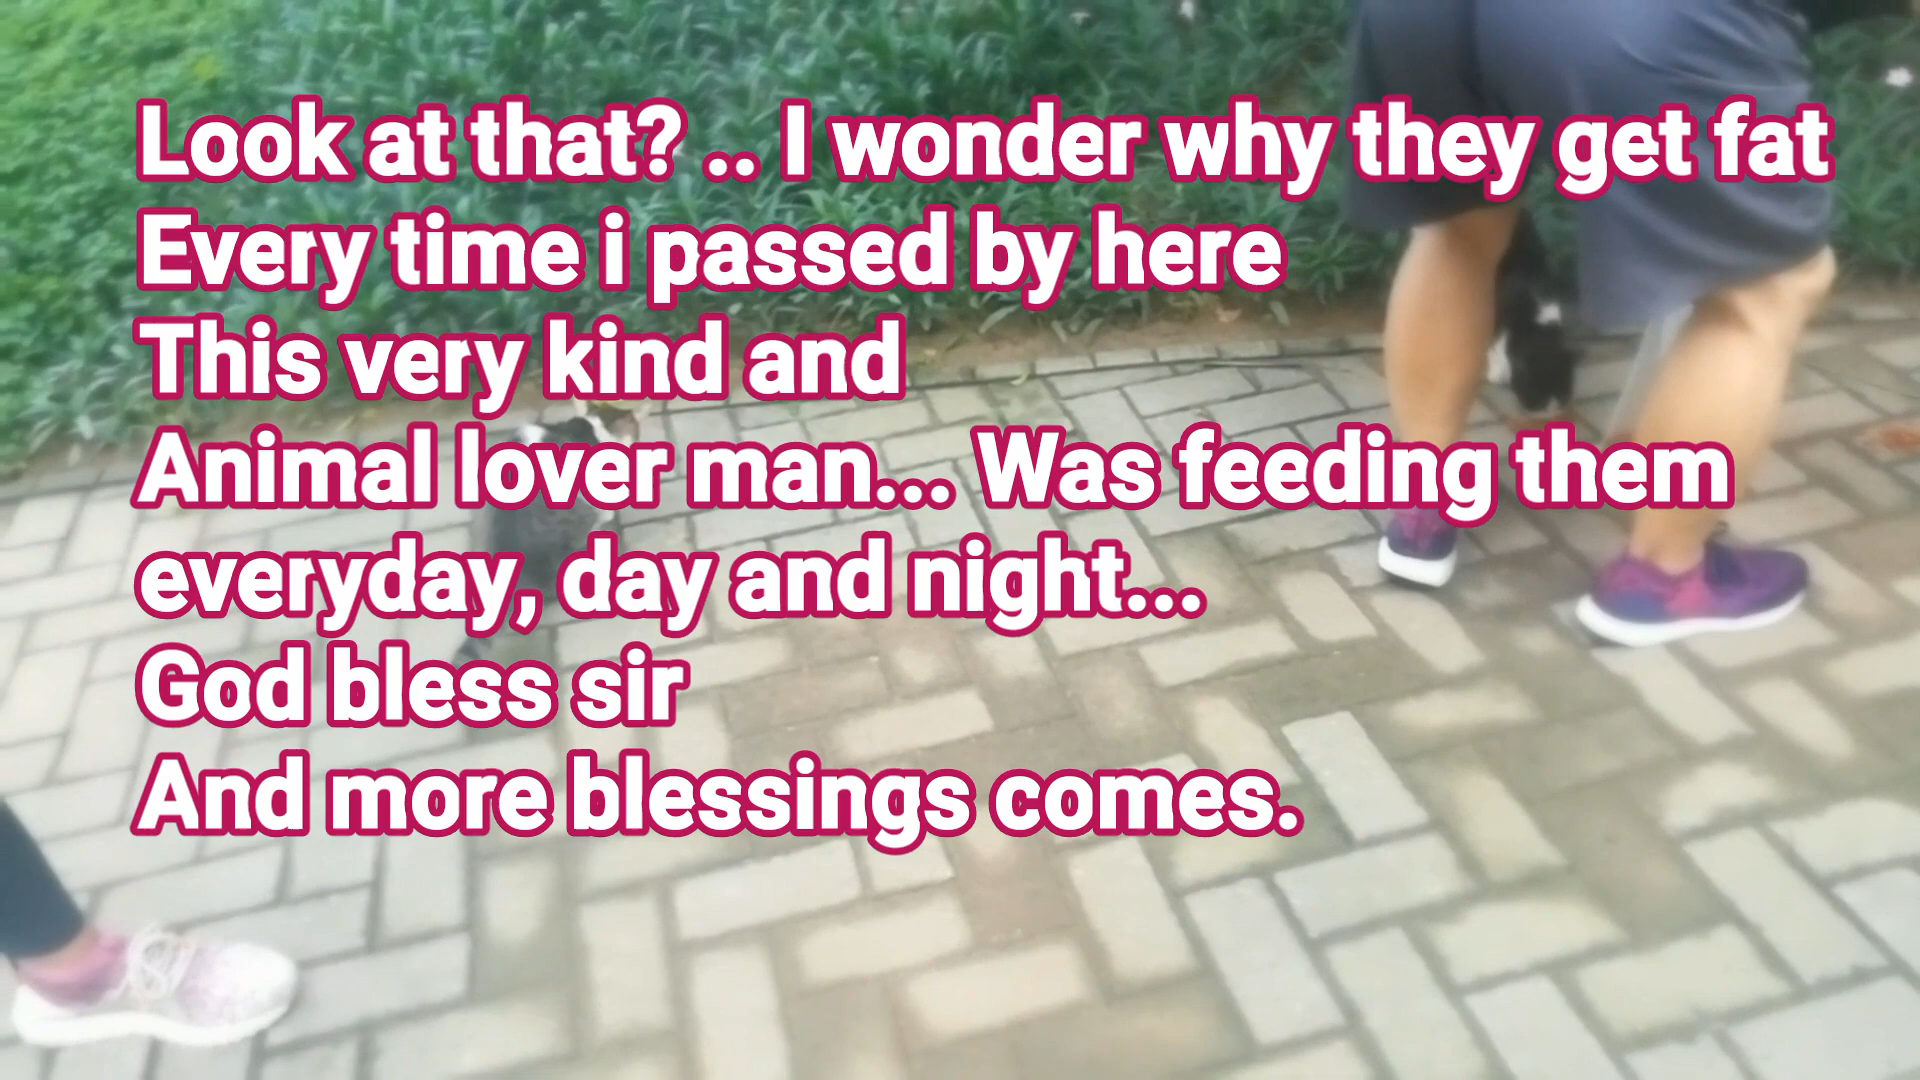 Look at that? .. I wonder why they get fat
Every time i passed by here
This very kind and
Animal lover man... Was feeding them
everyday, day and night...
God bless sir
And more blessings comes.